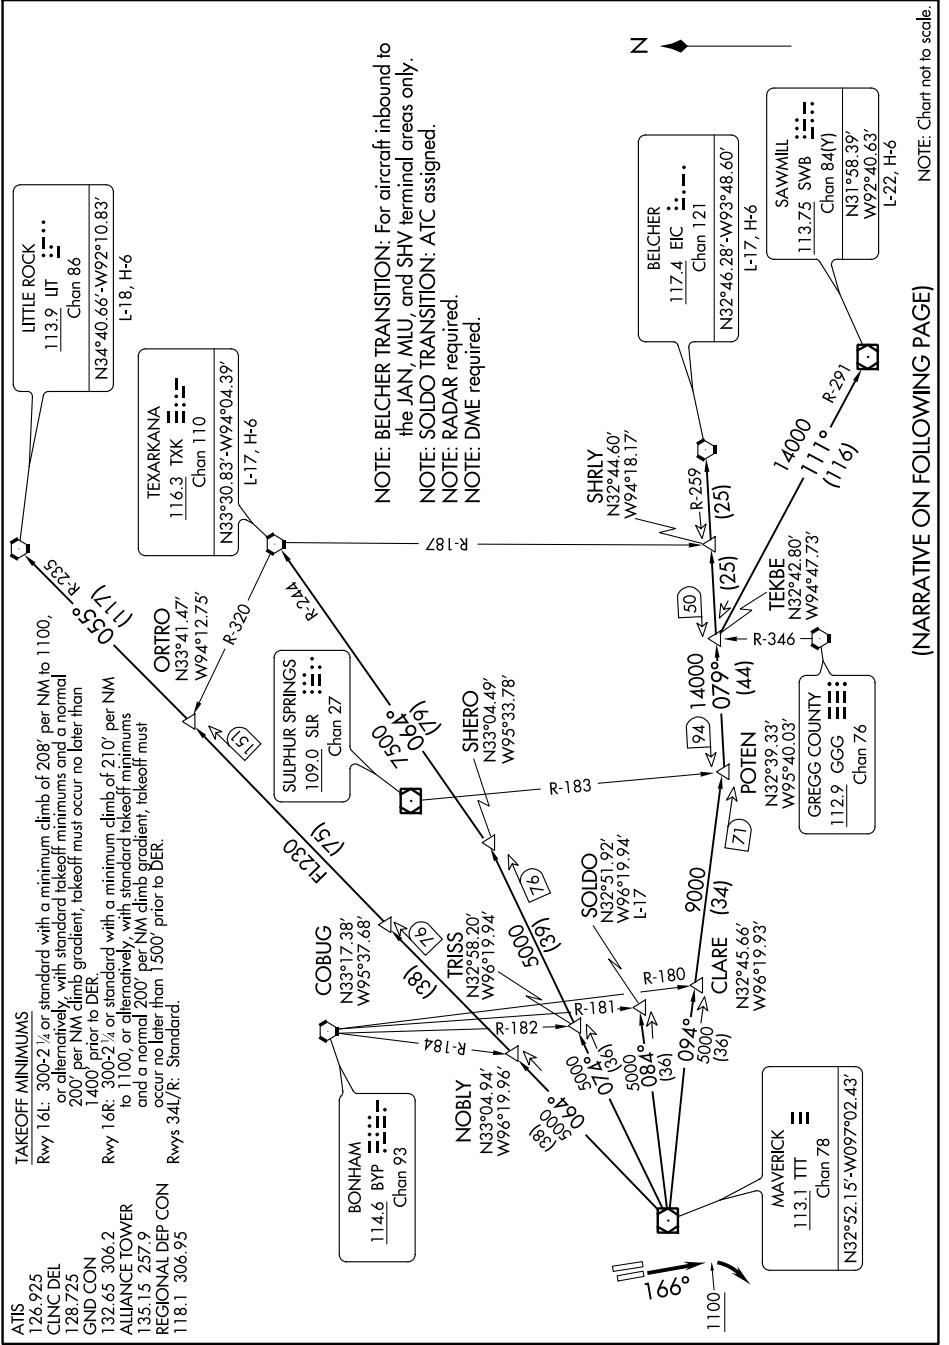 ATIS
126.925
CLNC DEL
128.725
GND CON
132.65 306.2
ALLIANCE TOWER
135.15 257.9
REGIONAL DEP CON
118.1 306.95
TAKEOFF MINIMUMS
Rwy 16L: 300-2 ¼ or standard with a minimum climb of 208' per NM to 1100,
or alternatively, with standard takeoff minimums and a normal
200' per NM climb gradient, takeoff must occur no later than
1400' prior to DER.
Rwy 16R: 300-2 ¼ or standard with a minimum climb of 210' per NM
to 1100, or alternatively, with standard takeoff minimums
and a normal 200' per NM climb gradient, takeoff must
occur no later than 1500' prior to DER.
Rwys 34L/R: Standard.
LITTLE ROCK
113.9 LIT
Chan 86
N34°40.66'-W92°10.83'
L-18, H-6
TEXARKANA
116.3 TXK
Chan 110
N33°30.83'-W94°04.39'
L-17, H-6
NOTE: BELCHER TRANSITION: For aircraft inbound to
the JAN, MLU, and SHV terminal areas only.
NOTE: SOLDO TRANSITION: ATC assigned.
NOTE: RADAR required.
NOTE: DME required.
N
R-235
055°
(117)
ORTRO
N33°41.47'
W94°12.75'
R-320
151
FL230
(75)
COBUG
N33°17.38'
W95°37.68'
76
(38)
R-244
7500
064°
(79)
SULPHUR SPRINGS
109.0 SLR
Chan 27
SHERO
N33°04.49'
W95°33.78'
76
5000
(39)
R-187
R-183
BONHAM
114.6 BYP
Chan 93
R-184
R-182
R-181
R-180
NOBLY
N33°04.94'
W96°19.96'
TRISS
N32°58.20'
W96°19.94'
SOLDO
N32°51.92'
W96°19.94'
L-17
CLARE
N32°45.66'
W96°19.93'
064°
5000
(38)
5000
074°
(36)
5000
084°
(36)
094°
5000
(36)
9000
(34)
71
POTEN
N32°39.33'
W95°40.03'
94
14000
079°
(44)
50
TEKBE
N32°42.80'
W94°47.73'
R-346
GREGG COUNTY
112.9 GGG
Chan 76
(25)
SHRLY
N32°44.60'
W94°18.17'
R-259
(25)
BELCHER
117.4 EIC
Chan 121
N32°46.28'-W93°48.60'
L-17, H-6
14000
111°
(116)
R-291
SAWMILL
113.75 SWB
Chan 84(Y)
N31°58.39'
W92°40.63'
L-22, H-6
MAVERICK
113.1 TTT
Chan 78
N32°52.15'-W097°02.43'
166°
1100
(NARRATIVE ON FOLLOWING PAGE)
NOTE: Chart not to scale.